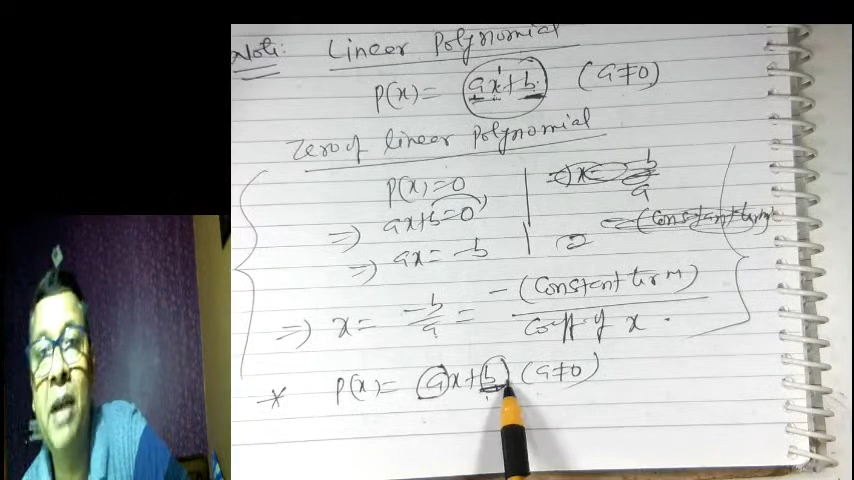 Note: Linear Polynomial
P(x) = ax¹+b (a≠0)
Zero of linear Polynomial
P(x)=0
⇒ ax+b=0
⇒ ax = -b
⇒ x = -b/a = -(Constant term)/Coeff of x.
⇒ x = b/a
= -(Constant term
* P(x) = ax+b (a≠0)